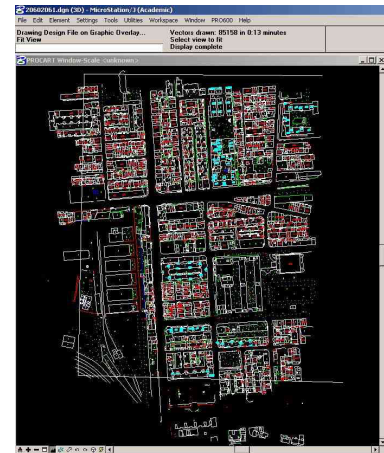 20602061.dgn (3D) - MicroStation/J (Academic)
File Edit Element Settings Tools Utilities Workspace Window PRO600 Help
Drawing Design File on Graphic Overlay... Vectors drawn: 85158 in 0:13 minutes
Fit View Select view to fit
Display complete
PROCART Window-Scale <unknown>